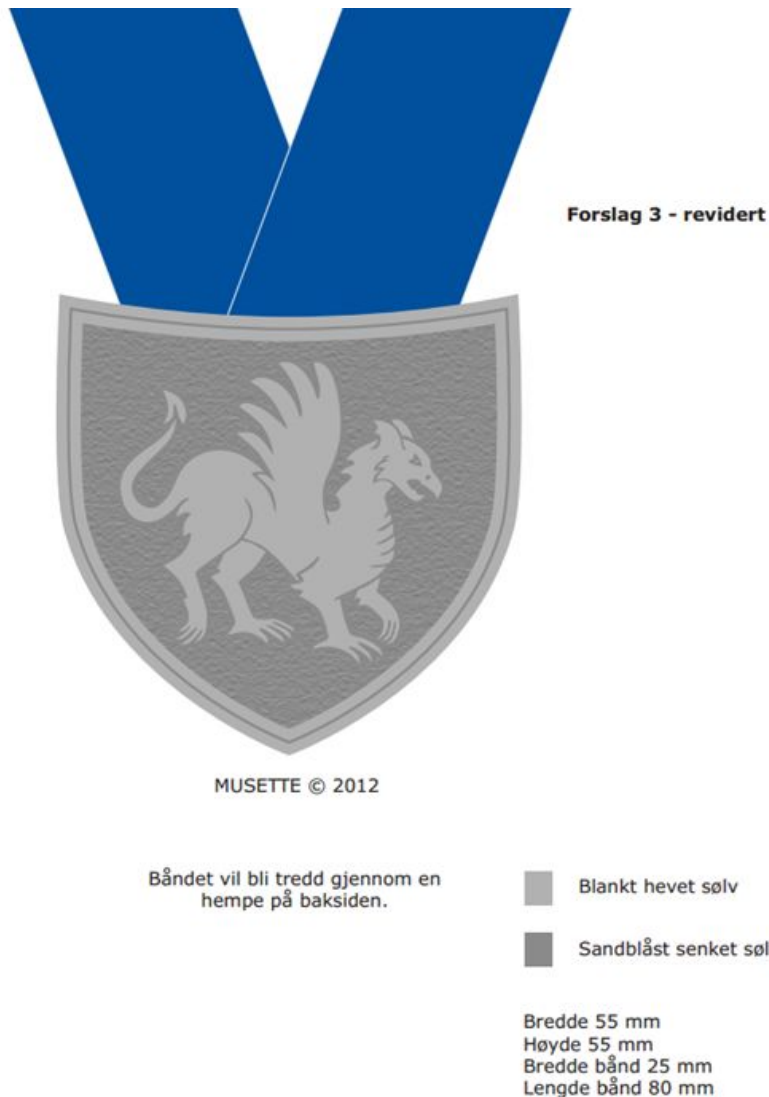 Forslag 3 - revidert
MUSETTE © 2012
Båndet vil bli tredd gjennom en
hempe på baksiden.
Blankt hevet sølv
Sandblåst senket søl
Bredde 55 mm
Høyde 55 mm
Bredde bånd 25 mm
Lengde bånd 80 mm